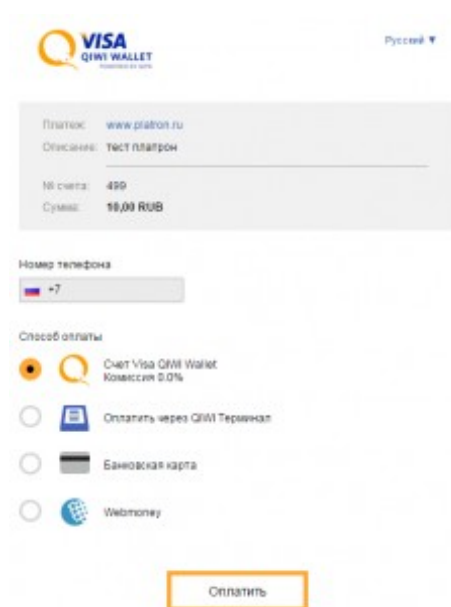 VISA
QIWI WALLET
Русский ▼
Платеж: www.platron.ru
Описание: тест платрон
№ счета: 499
Сумма: 10,00 RUB
Номер телефона
+7
Способ оплаты
Счет Visa QIWI Wallet
Комиссия 0.0%
Оплатить через QIWI Терминал
Банковская карта
Webmoney
Оплатить